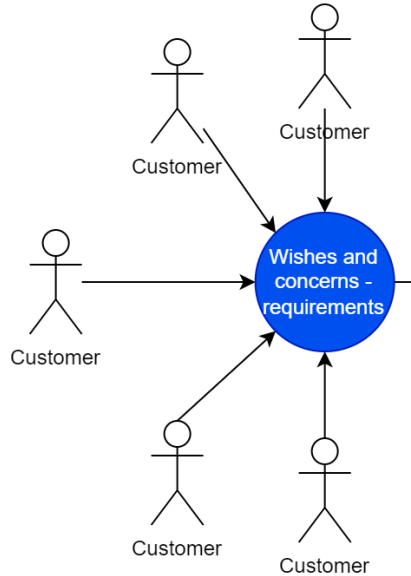 Customer
Customer
Wishes and
concerns -
requirements
Customer
Customer
Customer